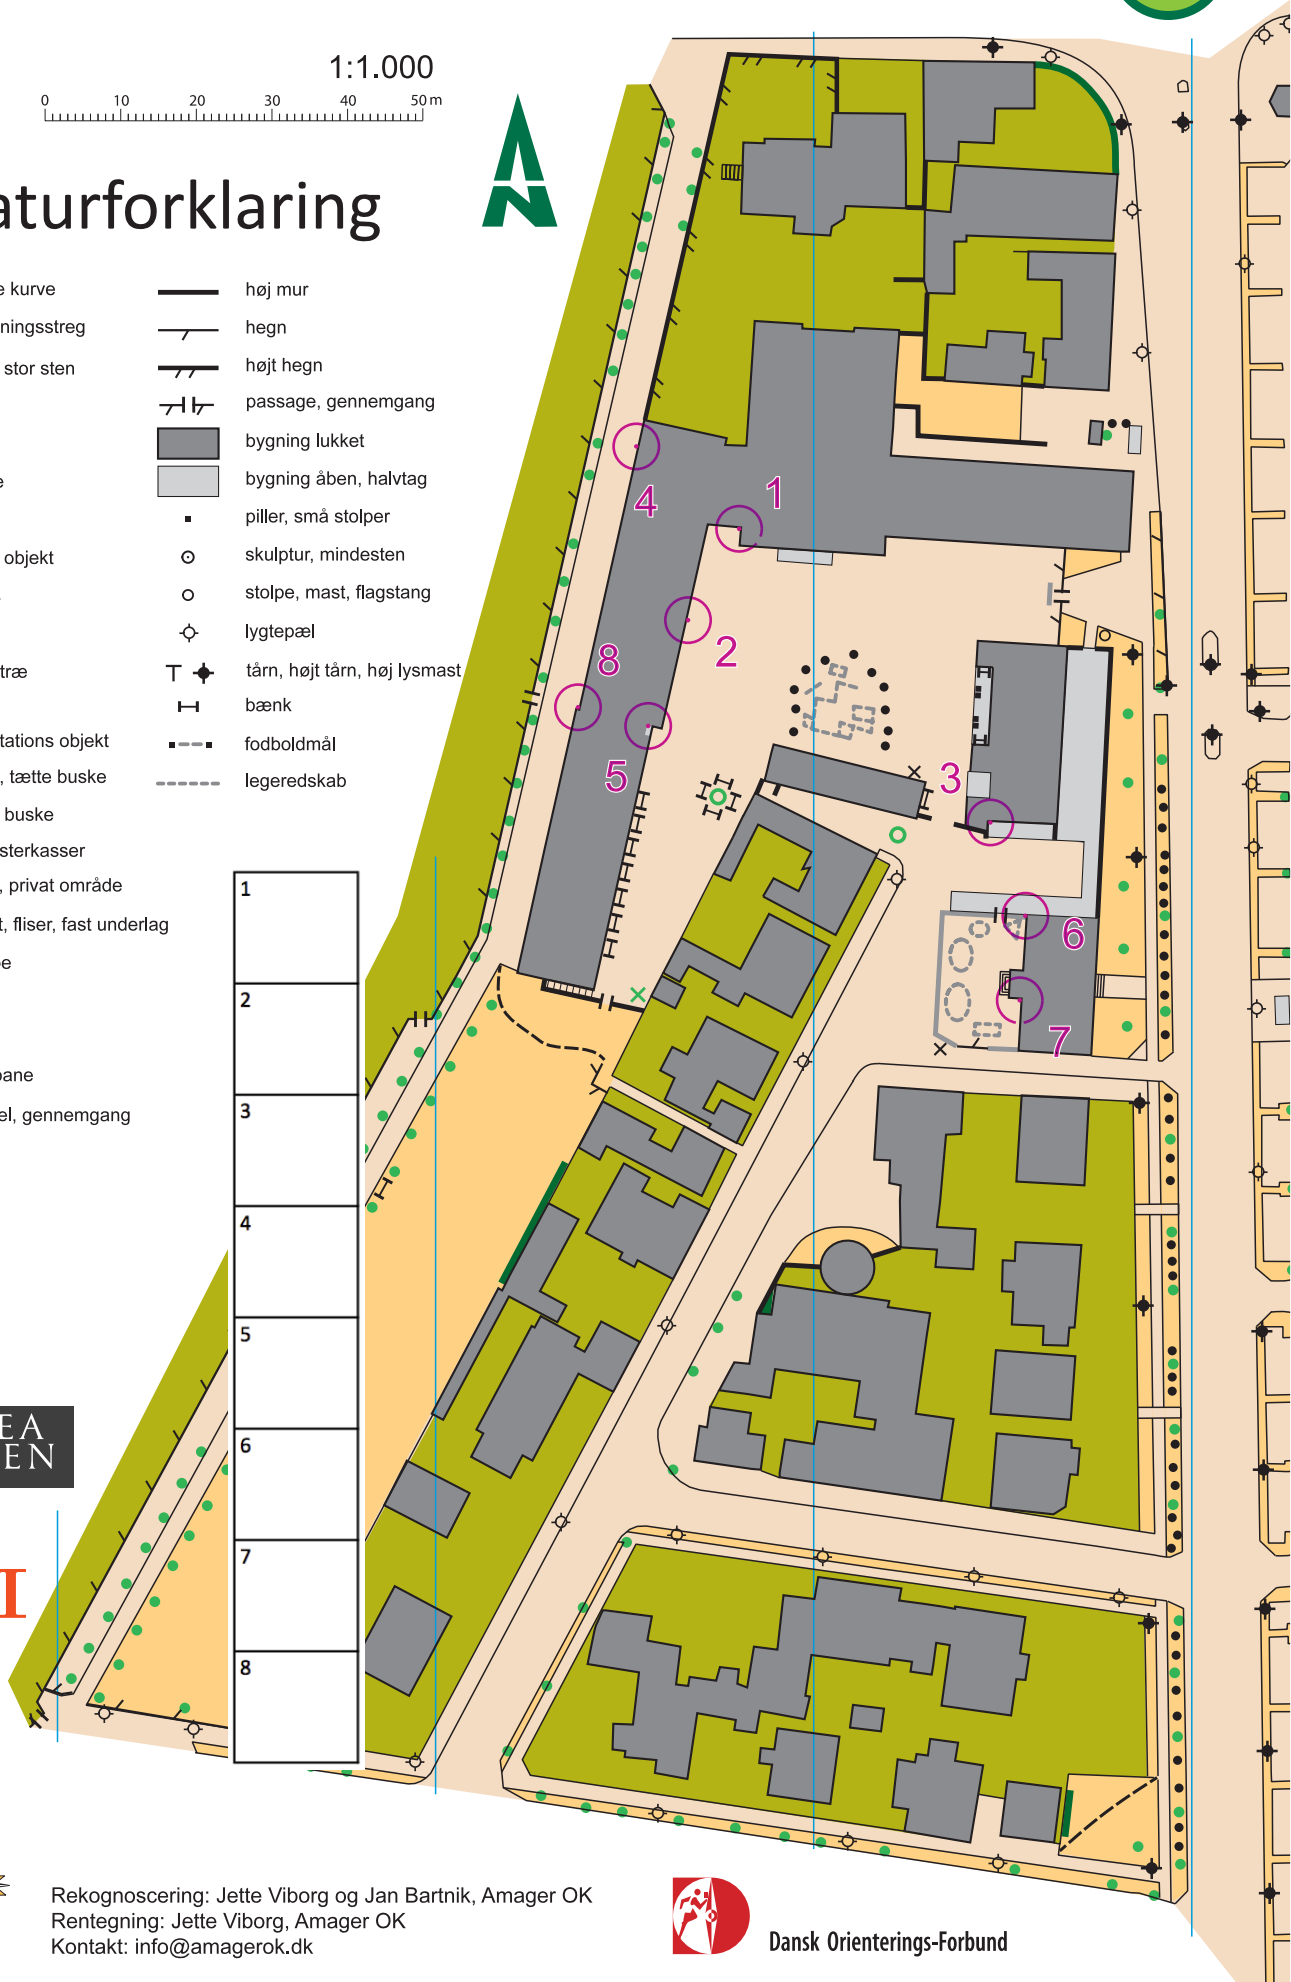 1:1.000
0 10 20 30 40 50 m
aturforklaring
e kurve
høj mur
ningsstreg
hegn
stor sten
højt hegn
passage, gennemgang
bygning lukket
e
bygning åben, halvtag
piller, små stolper
objekt
skulptur, mindesten
stolpe, mast, flagstang
lygtepæl
træ
tårn, højt tårn, høj lysmast
bænk
tations objekt
fodboldmål
, tætte buske
legeredskab
buske
sterkasser
, privat område
t, fliser, fast underlag
be
bane
el, gennemgang
N
4
1
2
8
5
3
6
7
1
2
3
4
5
6
7
8
EA
EN
I
Rekognoscering: Jette Viborg og Jan Bartnik, Amager OK
Rentegning: Jette Viborg, Amager OK
Kontakt: info@amagerok.dk
Dansk Orienterings-Forbund